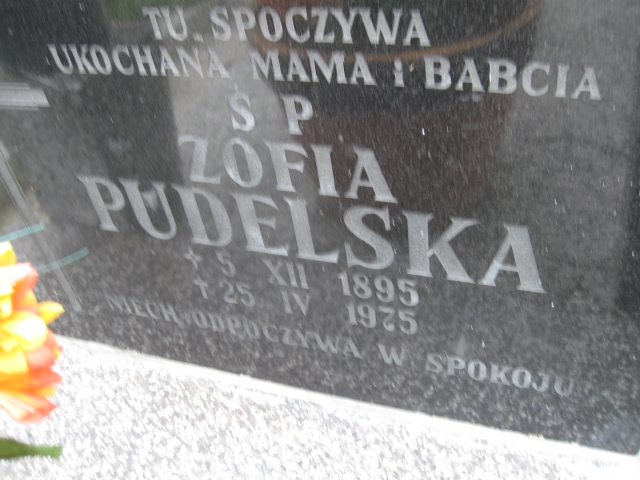 TU SPOCZYWA
UKOCHANA MAMA I BABCIA
S P
ZOFIA
PUDELSKA
† 5 XII 1895
† 25 IV 1975
NIECH ODPOCZYWA W SPOKOJU